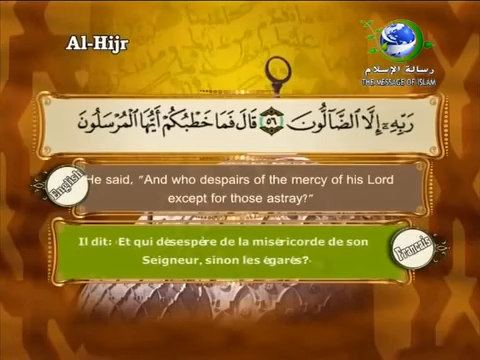 Al-Hijr
رسالة الإسلام
THE MESSAGE OF ISLAM
رَبِّهِۦٓ إِلَّا ٱلضَّآلُّونَ ٥٦ قَالَ فَمَا خَطْبُكُمْ أَيُّهَا ٱلْمُرْسَلُونَ
English
He said, "And who despairs of the mercy of his Lord
except for those astray?"
Il dit: ‹Et qui désespère de la miséricorde de son
Seigneur, sinon les égarés?›
Francais